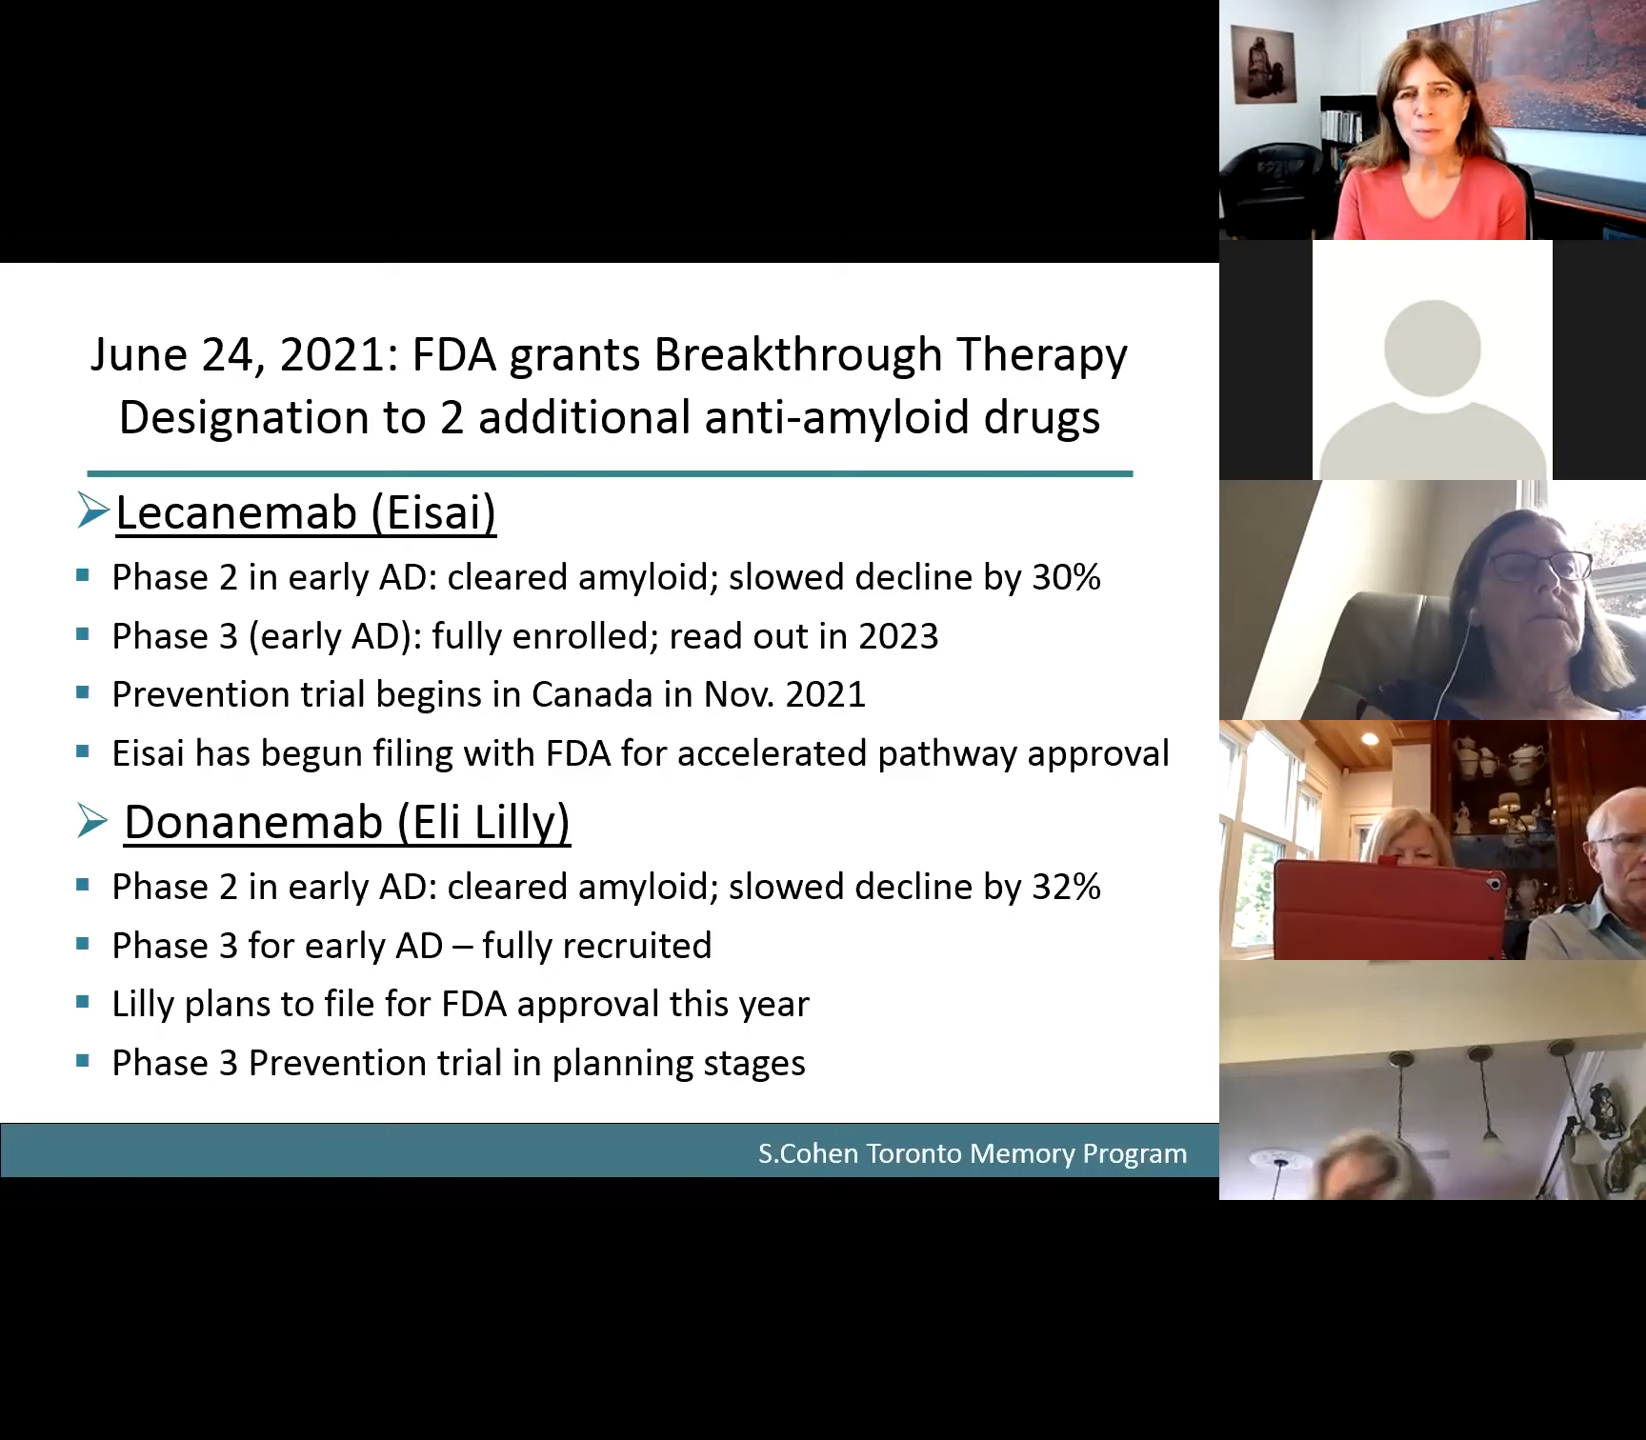 June 24, 2021: FDA grants Breakthrough Therapy
Designation to 2 additional anti-amyloid drugs
Lecanemab (Eisai)
Phase 2 in early AD: cleared amyloid; slowed decline by 30%
Phase 3 (early AD): fully enrolled; read out in 2023
Prevention trial begins in Canada in Nov. 2021
Eisai has begun filing with FDA for accelerated pathway approval
Donanemab (Eli Lilly)
Phase 2 in early AD: cleared amyloid; slowed decline by 32%
Phase 3 for early AD – fully recruited
Lilly plans to file for FDA approval this year
Phase 3 Prevention trial in planning stages
S.Cohen Toronto Memory Program